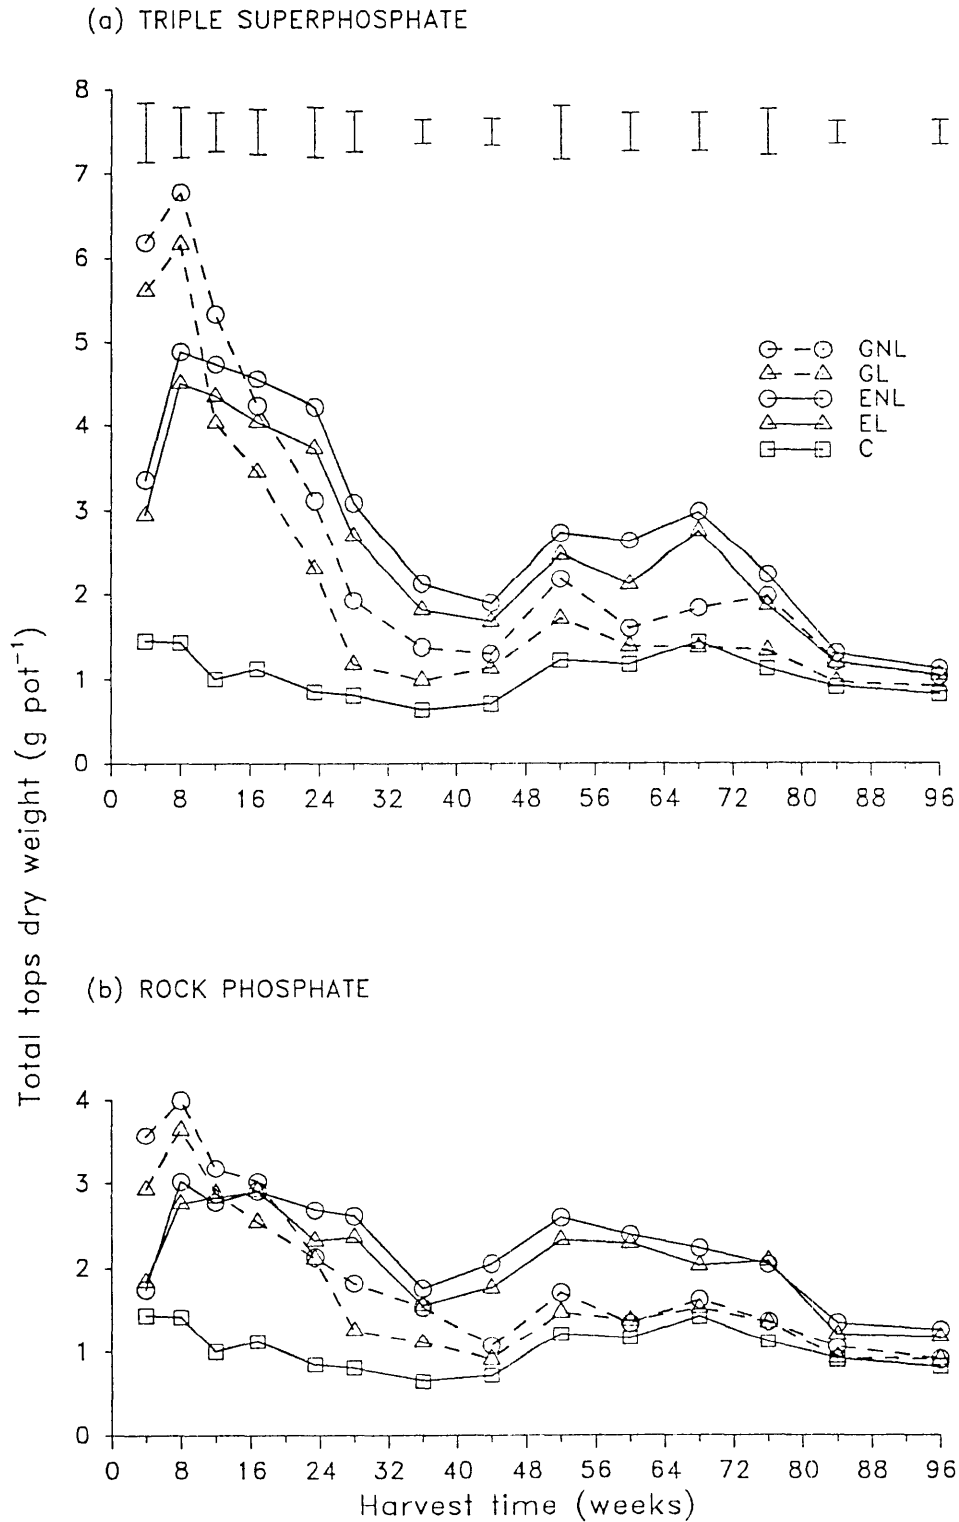 (a) TRIPLE SUPERPHOSPHATE
8
7
6
5
4
3
2
1
0
GNL
GL
ENL
EL
C
0 8 16 24 32 40 48 56 64 72 80 88 96
Total tops dry weight (g pot⁻¹)
(b) ROCK PHOSPHATE
4
3
2
1
0
0 8 16 24 32 40 48 56 64 72 80 88 96
Harvest time (weeks)